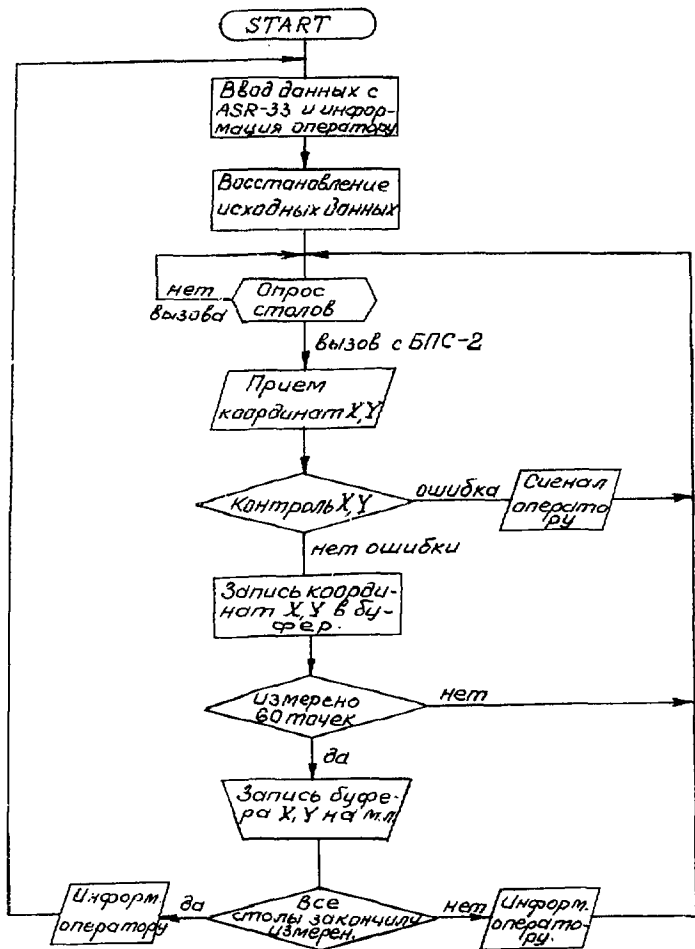 START
Ввод данных с
ASR-33 и инфор-
мация оператору
Восстановление
исходных данных
нет
вызова
Опрос
столов
вызов с БПС-2
Прием
координат X,Y
Контроль X,Y
ошибка
Сигнал
операто
ру
нет ошибки
Запись коорди-
нат X,Y в бу-
фер.
измерено
60 точек
нет
да
Запись буфе-
ра X,Y на м.л.
Информ
оператору
да
Все
столы закончилу
измерен.
нет
Информ.
операто-
ру.